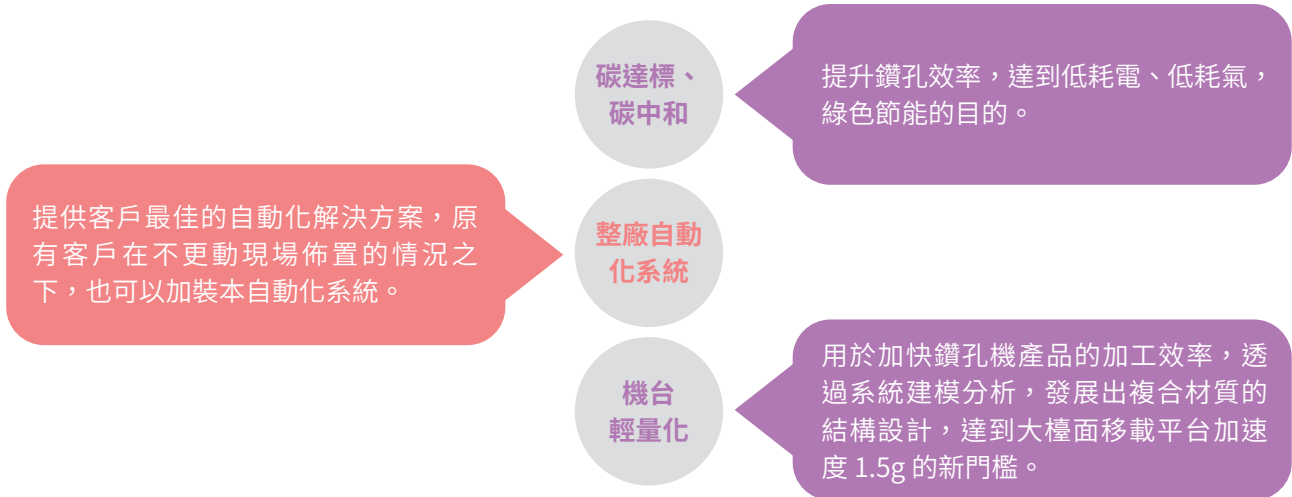 碳達標、
碳中和
提升鑽孔效率，達到低耗電、低耗氣，
綠色節能的目的。
提供客戶最佳的自動化解決方案，原
有客戶在不更動現場佈置的情況之
下，也可以加裝本自動化系統。
整廠自動
化系統
機台
輕量化
用於加快鑽孔機產品的加工效率，透
過系統建模分析，發展出複合材質的
結構設計，達到大檯面移載平台加速
度 1.5g 的新門檻。